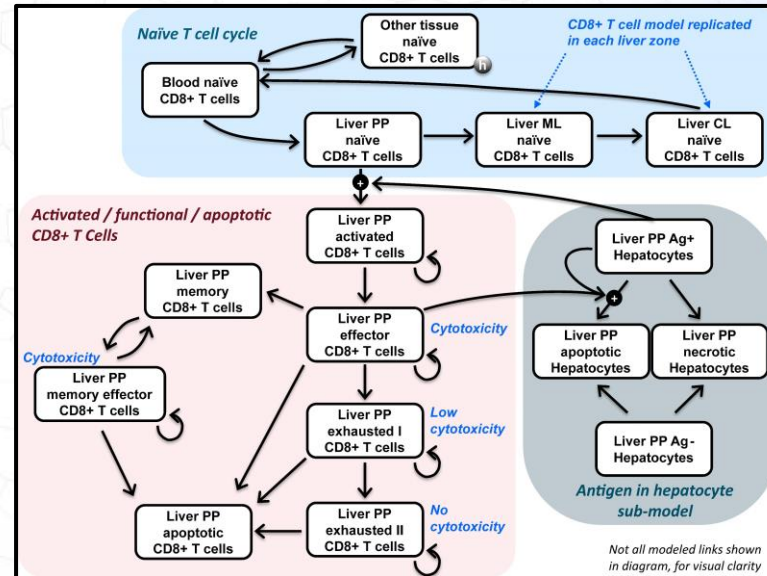 Naïve T cell cycle
Other tissue
naïve
CD8+ T cells
h
CD8+ T cell model replicated
in each liver zone
Blood naïve
CD8+ T cells
Liver PP
naïve
CD8+ T cells
Liver ML
naïve
CD8+ T cells
Liver CL
naïve
CD8+ T cells
+
Activated / functional / apoptotic
CD8+ T Cells
Liver PP
activated
CD8+ T cells
Liver PP
memory
CD8+ T cells
Liver PP
effector
CD8+ T cells
Cytotoxicity
Cytotoxicity
Liver PP
memory effector
CD8+ T cells
Liver PP
exhausted I
CD8+ T cells
Low
cytotoxicity
Liver PP
apoptotic
CD8+ T cells
Liver PP
exhausted II
CD8+ T cells
No
cytotoxicity
Liver PP Ag+
Hepatocytes
+
Liver PP
apoptotic
Hepatocytes
Liver PP
necrotic
Hepatocytes
Liver PP Ag-
Hepatocytes
Antigen in hepatocyte
sub-model
Not all modeled links shown
in diagram, for visual clarity